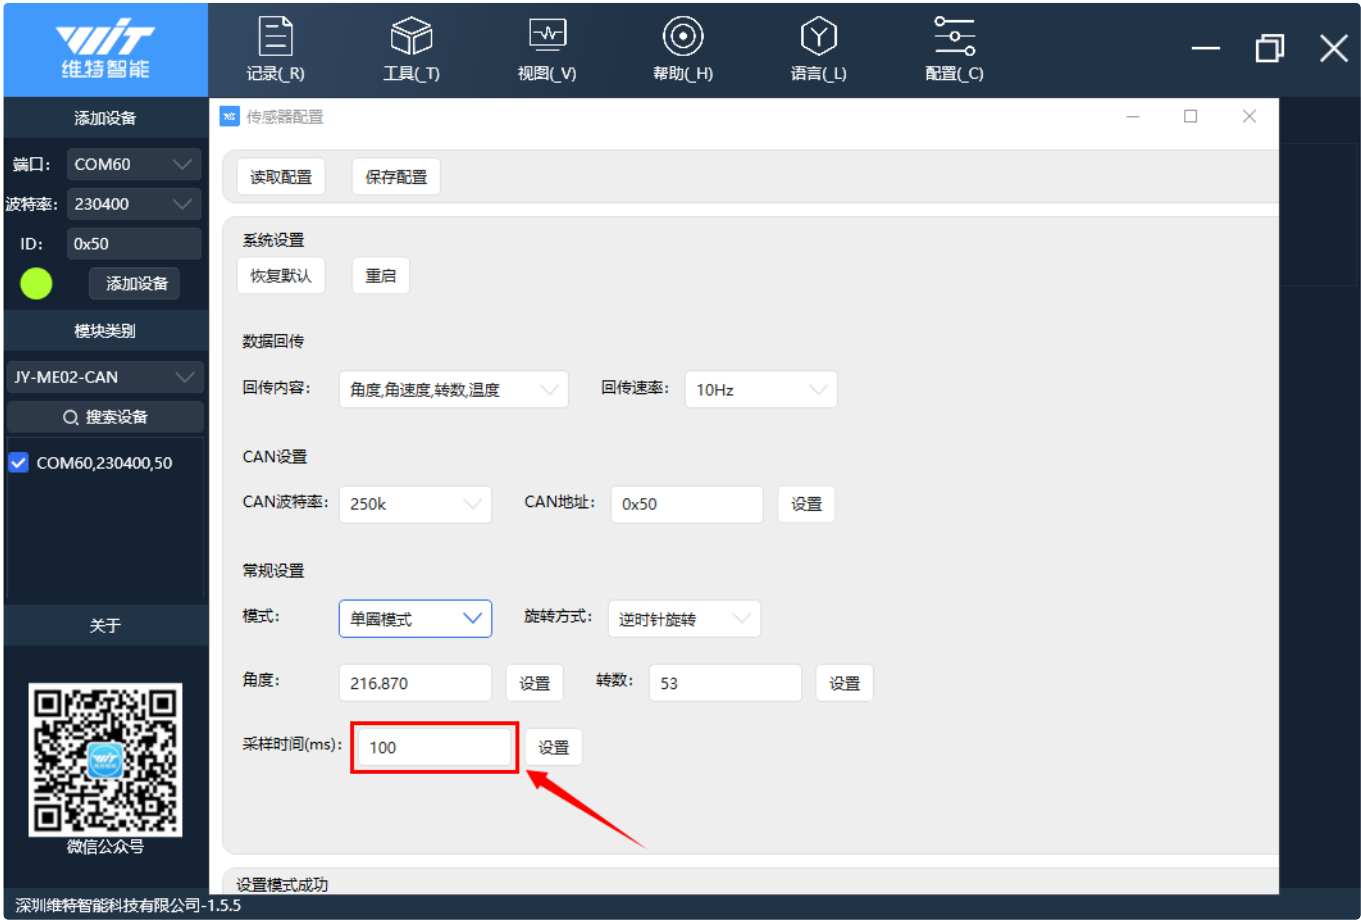 WIT
维特智能
记录(_R) 工具(_T) 视图(_V) 帮助(_H) 语言(_L) 配置(_C)
添加设备
端口: COM60
波特率: 230400
ID: 0x50
添加设备
模块类别
JY-ME02-CAN
搜索设备
COM60,230400,50
关于
微信公众号
传感器配置
读取配置 保存配置
系统设置
恢复默认 重启
数据回传
回传内容: 角度,角速度,转数,温度 回传速率: 10Hz
CAN设置
CAN波特率: 250k CAN地址: 0x50 设置
常规设置
模式: 单圈模式 旋转方式: 逆时针旋转
角度: 216.870 设置 转数: 53 设置
采样时间(ms): 100 设置
设置模式成功
深圳维特智能科技有限公司-1.5.5